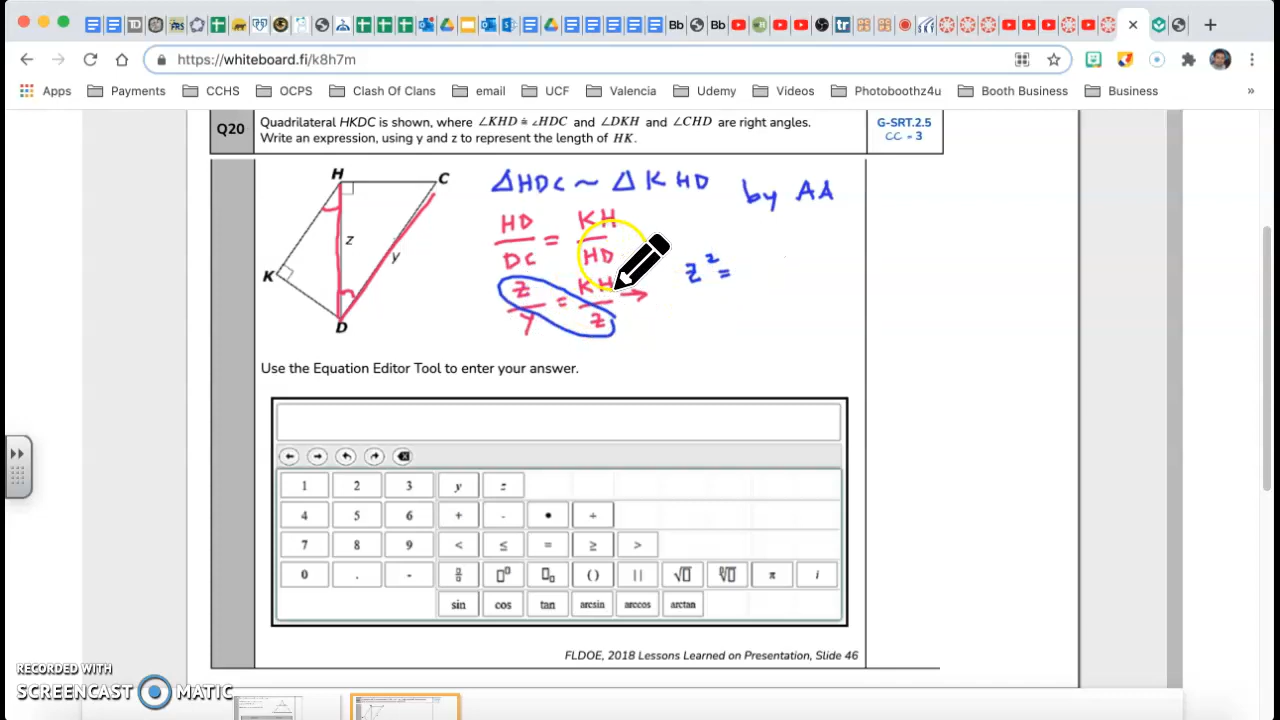 https://whiteboard.fi/k8h7m
Apps Payments CCHS OCPS Clash Of Clans email UCF Valencia Udemy Videos Photoboothz4u Booth Business Business »
Q20
Quadrilateral HKDC is shown, where ∠KHD ≅ ∠HDC and ∠DKH and ∠CHD are right angles.
Write an expression, using y and z to represent the length of HK.
G-SRT.2.5
CC = 3
H
C
z
y
K
D
△HDC ~ △KHD by AA
HD/DC = KH/HD
z/y = KH/z →
z² =
Use the Equation Editor Tool to enter your answer.
1 2 3 y z
4 5 6 + - • ÷
7 8 9 < ≤ = ≥ >
0 . - () || √ π i
sin cos tan arcsin arccos arctan
FLDOE, 2018 Lessons Learned on Presentation, Slide 46
RECORDED WITH
SCREENCAST MATIC